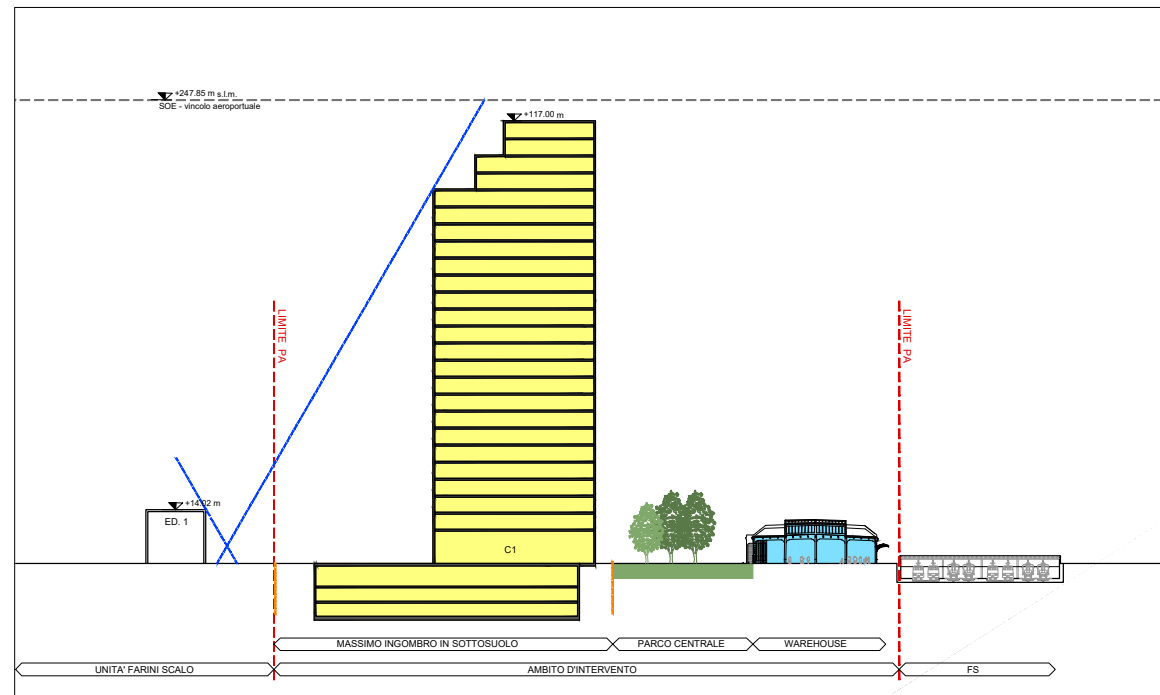 +247.85 m s.l.m.
SOE - vincolo aeroportuale
+117.00 m
LIMITE PA
LIMITE PA
+14.02 m
ED. 1
C1
MASSIMO INGOMBRO IN SOTTOSUOLO
PARCO CENTRALE
WAREHOUSE
UNITA' FARINI SCALO
AMBITO D'INTERVENTO
FS